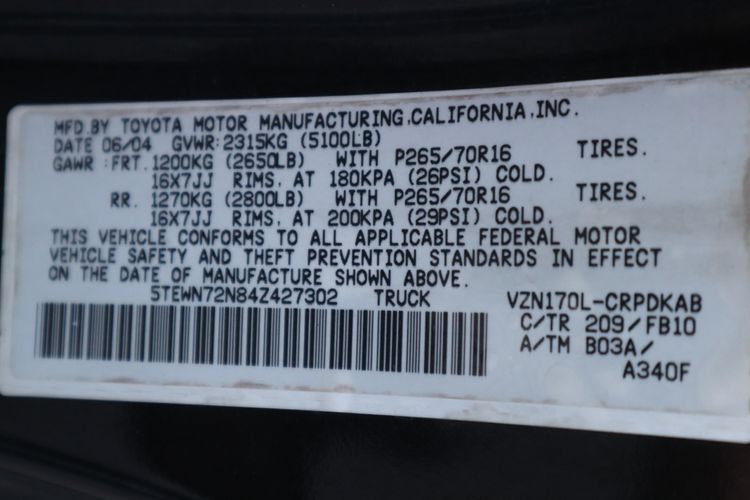 MFD.BY TOYOTA MOTOR MANUFACTURING,CALIFORNIA,INC.
DATE 06/04 GVWR:2315KG (5100LB)
GAWR:FRT.1200KG (2650LB) WITH P265/70R16 TIRES.
16X7JJ RIMS, AT 180KPA (26PSI) COLD.
RR. 1270KG (2800LB) WITH P265/70R16 TIRES.
16X7JJ RIMS, AT 200KPA (29PSI) COLD.
THIS VEHICLE CONFORMS TO ALL APPLICABLE FEDERAL MOTOR
VEHICLE SAFETY AND THEFT PREVENTION STANDARDS IN EFFECT
ON THE DATE OF MANUFACTURE SHOWN ABOVE.
5TEWN72N84Z427302 TRUCK VZN170L-CRPDKAB
C/TR 209/FB10
A/TM B03A/
A340F